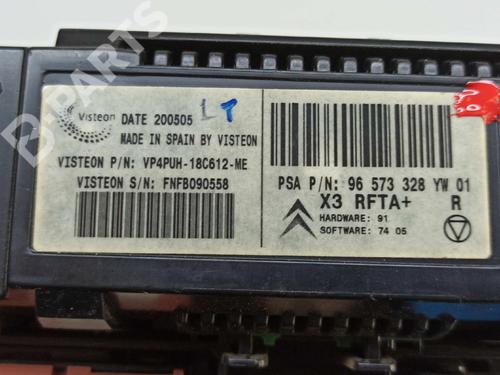 B-PARTS
Visteon
DATE 200505
MADE IN SPAIN BY VISTEON
VISTEON P/N: VP4PUH-18C612-ME
VISTEON S/N: FNFB090558
PSA P/N: 96 573 328 YW 01
X3 RFTA+ R
HARDWARE: 91
SOFTWARE: 74 05